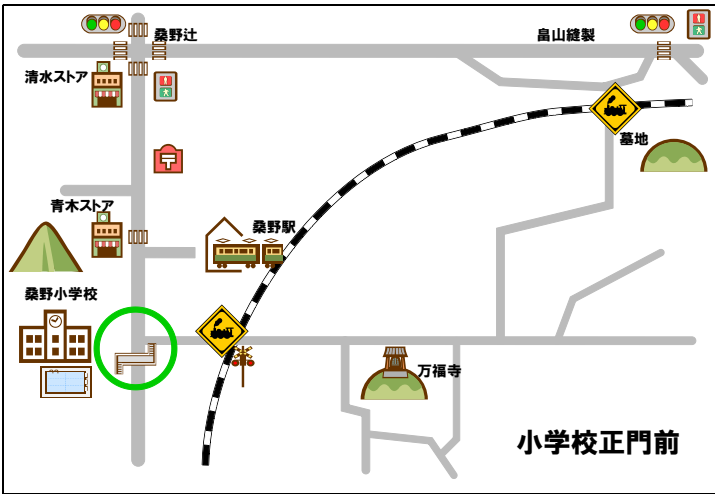 桑野辻
畠山縫製
清水ストア
墓地
青木ストア
桑野駅
桑野小学校
万福寺
小学校正門前